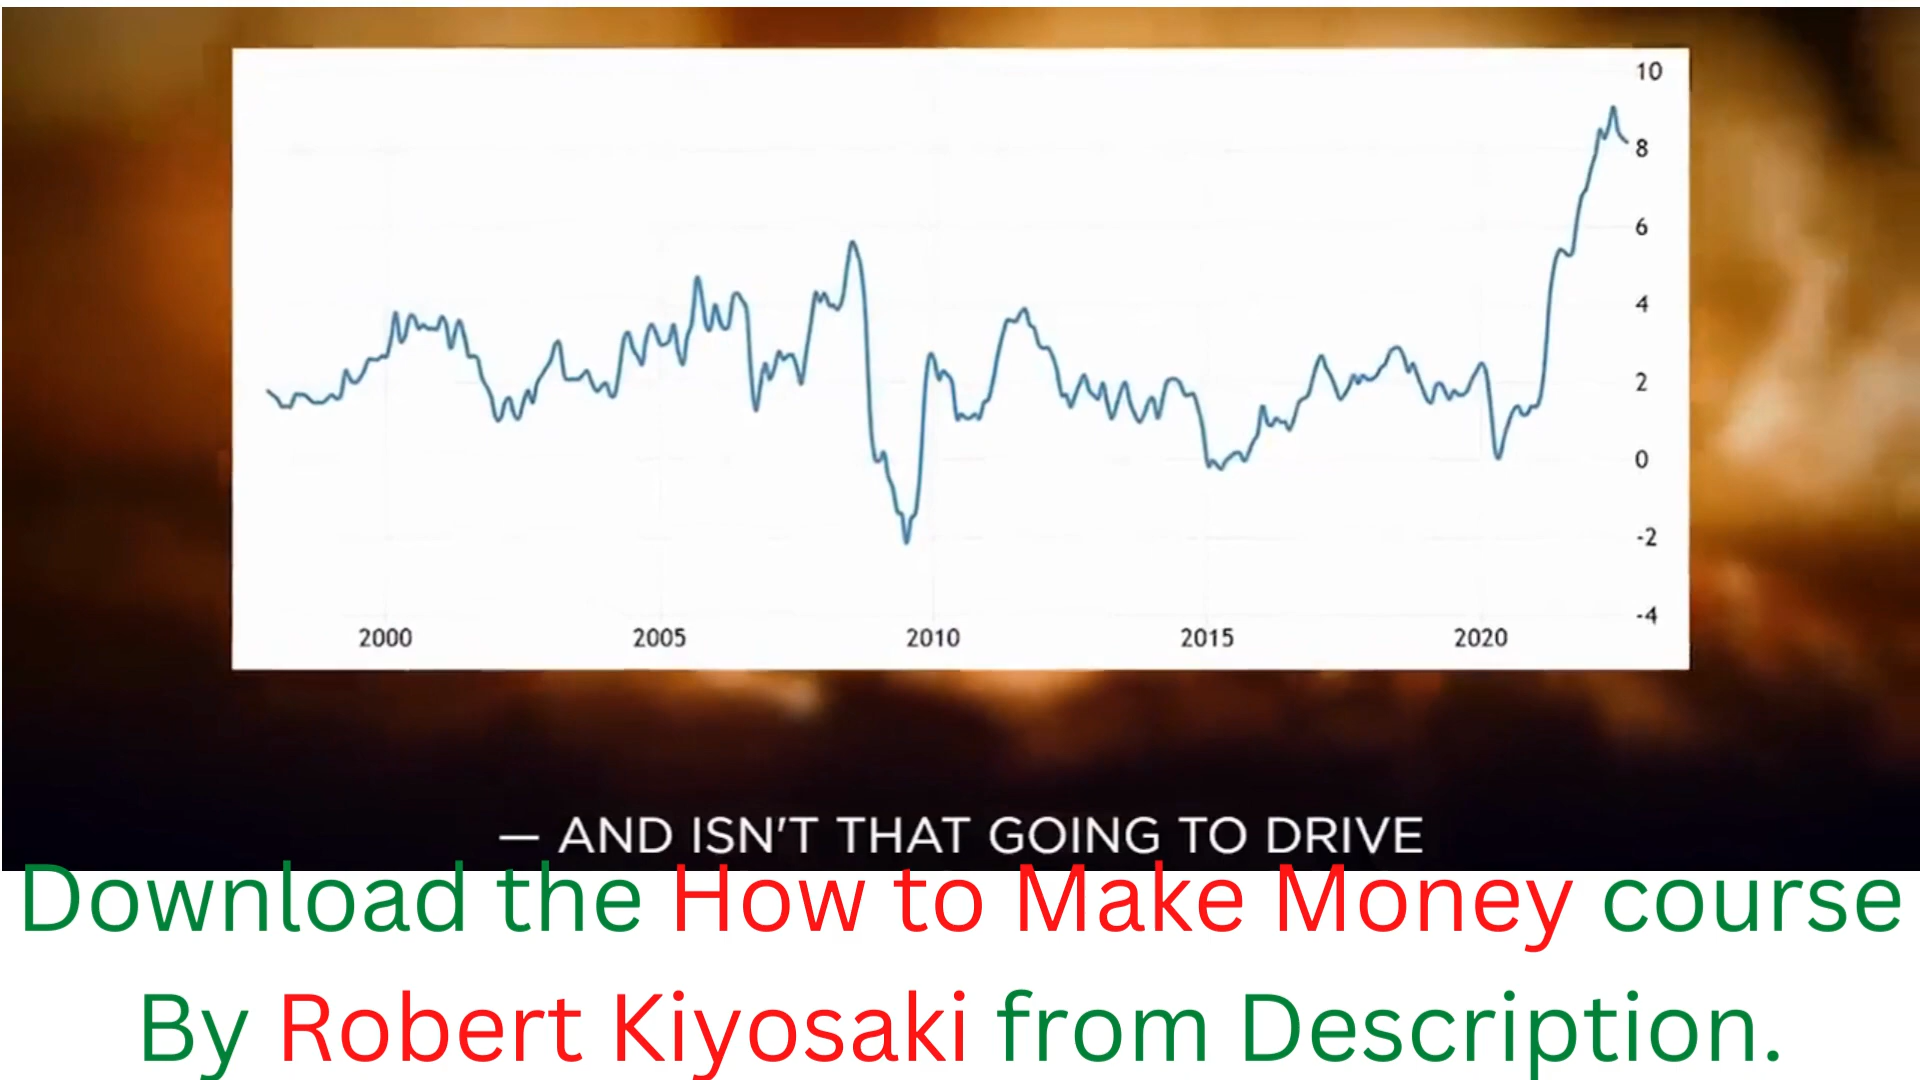 10
8
6
4
2
0
-2
-4
2000 2005 2010 2015 2020
— AND ISN'T THAT GOING TO DRIVE
Download the How to Make Money course
By Robert Kiyosaki from Description.